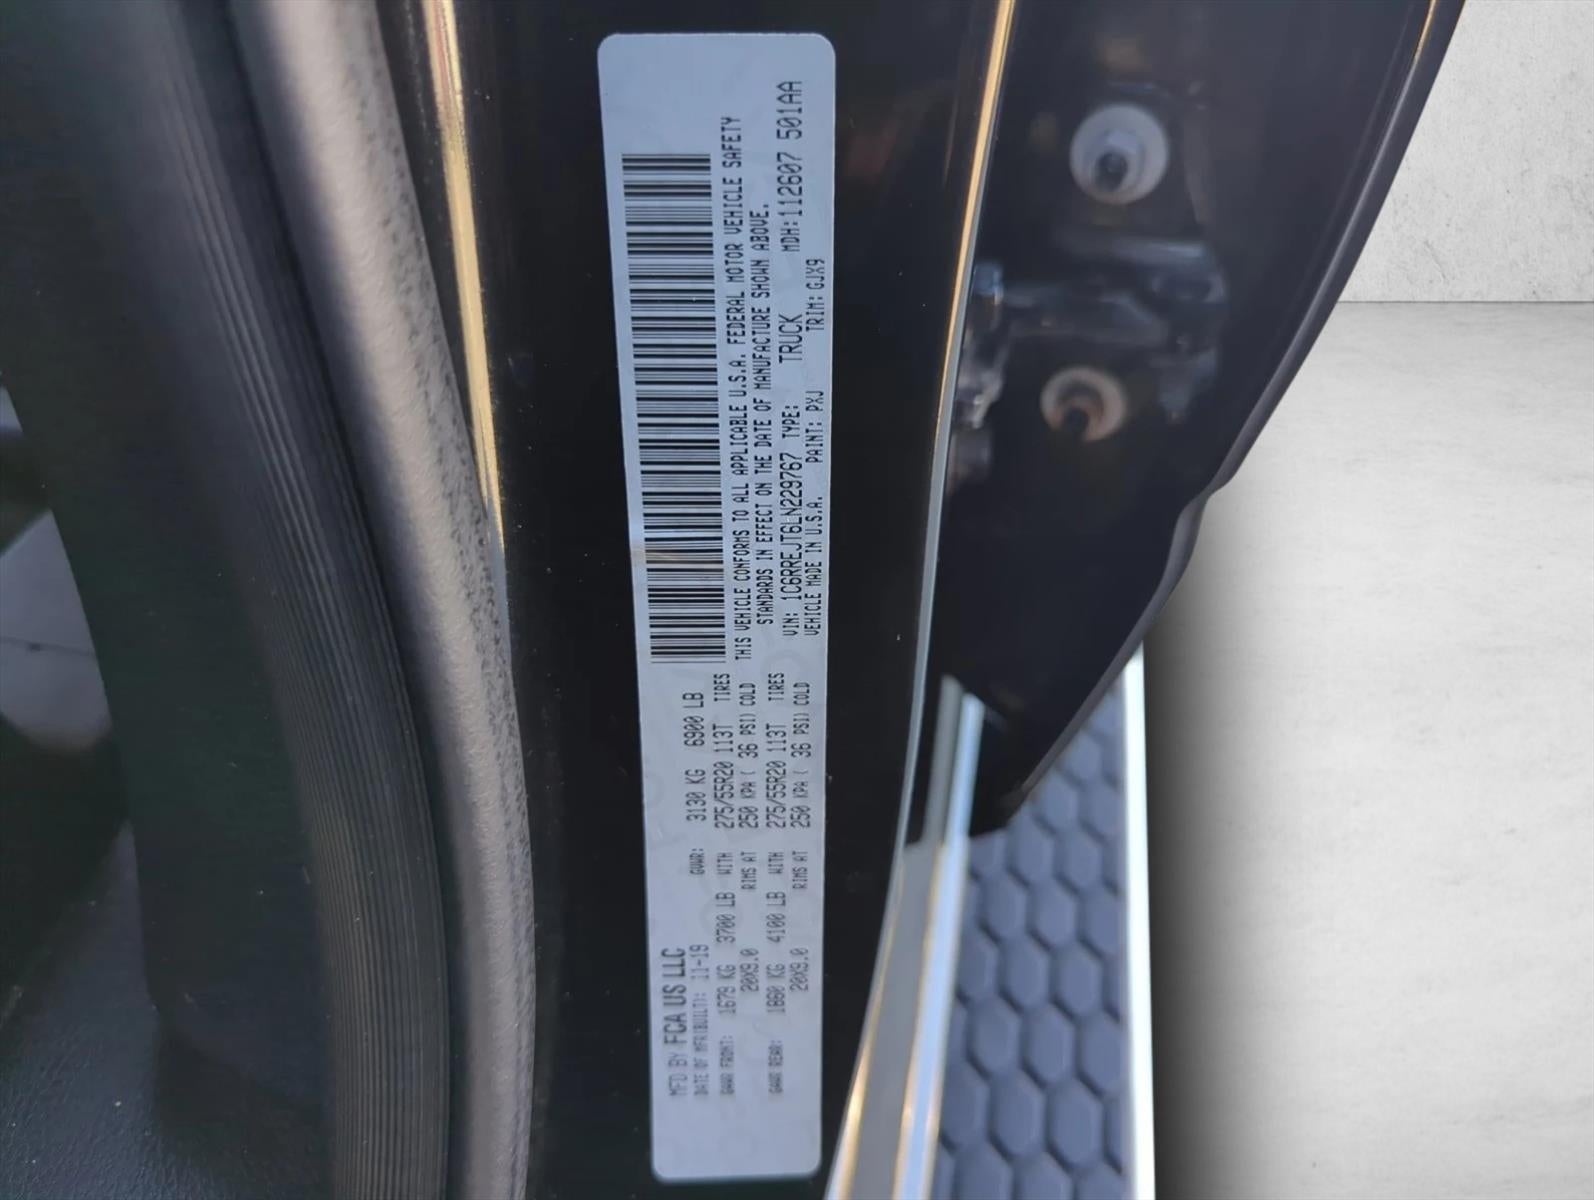 MFD BY FCA US LLC
DATE OF MFR(BUILT): 11-19 GVWR: 3130 KG 6900 LB
GAWR FRONT: 1679 KG 3700 LB WITH 275/55R20 113T TIRES
20X9.0 RIMS AT 250 KPA ( 36 PSI) COLD
GAWR REAR: 1860 KG 4100 LB WITH 275/55R20 113T TIRES
20X9.0 RIMS AT 250 KPA ( 36 PSI) COLD
THIS VEHICLE CONFORMS TO ALL APPLICABLE U.S.A. FEDERAL MOTOR VEHICLE SAFETY
STANDARDS IN EFFECT ON THE DATE OF MANUFACTURE SHOWN ABOVE.
VIN: 1C6RREJT6LN229767 TYPE: TRUCK MDH:112607 501AA
VEHICLE MADE IN U.S.A. PAINT: PXJ TRIM: GJX9